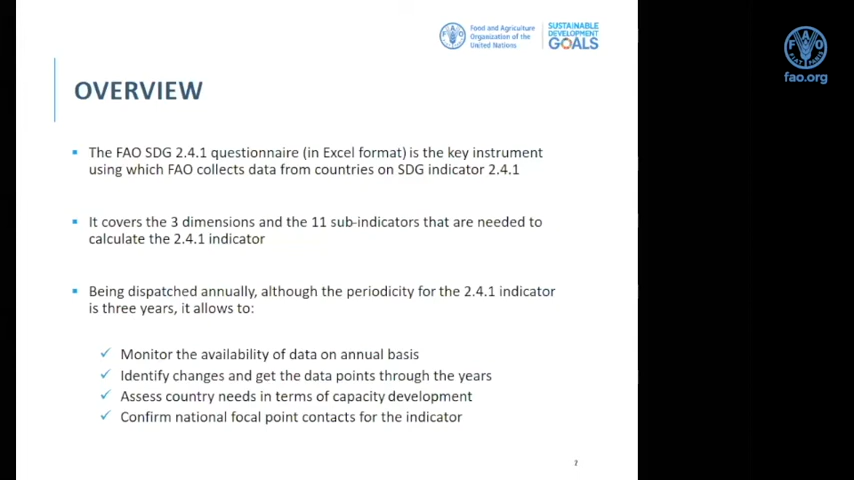 Food and Agriculture
Organization of the
United Nations
SUSTAINABLE
DEVELOPMENT
GOALS
FAO
FIAT PANIS
fao.org
OVERVIEW
The FAO SDG 2.4.1 questionnaire (in Excel format) is the key instrument
using which FAO collects data from countries on SDG indicator 2.4.1
It covers the 3 dimensions and the 11 sub-indicators that are needed to
calculate the 2.4.1 indicator
Being dispatched annually, although the periodicity for the 2.4.1 indicator
is three years, it allows to:
Monitor the availability of data on annual basis
Identify changes and get the data points through the years
Assess country needs in terms of capacity development
Confirm national focal point contacts for the indicator